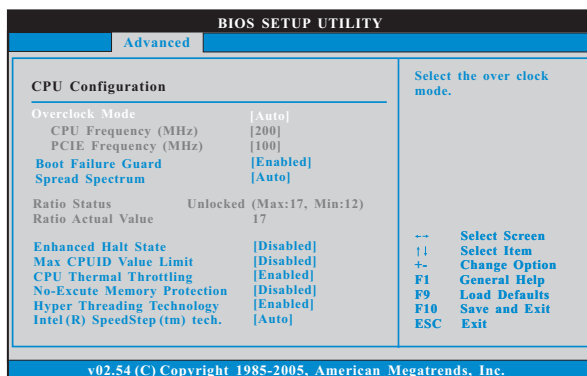 BIOS SETUP UTILITY
Advanced
CPU Configuration
Overclock Mode [Auto]
CPU Frequency (MHz) [200]
PCIE Frequency (MHz) [100]
Boot Failure Guard [Enabled]
Spread Spectrum [Auto]
Ratio Status Unlocked (Max:17, Min:12)
Ratio Actual Value 17
Enhanced Halt State [Disabled]
Max CPUID Value Limit [Disabled]
CPU Thermal Throttling [Enabled]
No-Excute Memory Protection [Disabled]
Hyper Threading Technology [Enabled]
Intel(R) SpeedStep(tm) tech. [Auto]
Select the over clock
mode.
←→ Select Screen
↑↓ Select Item
+- Change Option
F1 General Help
F9 Load Defaults
F10 Save and Exit
ESC Exit
v02.54 (C) Copyright 1985-2005, American Megatrends, Inc.